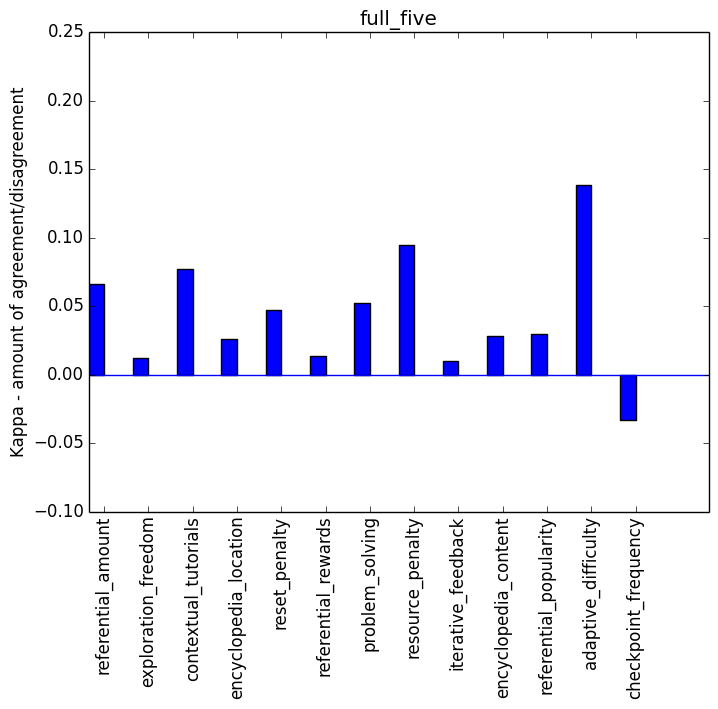 full_five
Kappa - amount of agreement/disagreement
0.25
0.20
0.15
0.10
0.05
0.00
−0.05
−0.10
referential_amount
exploration_freedom
contextual_tutorials
encyclopedia_location
reset_penalty
referential_rewards
problem_solving
resource_penalty
iterative_feedback
encyclopedia_content
referential_popularity
adaptive_difficulty
checkpoint_frequency